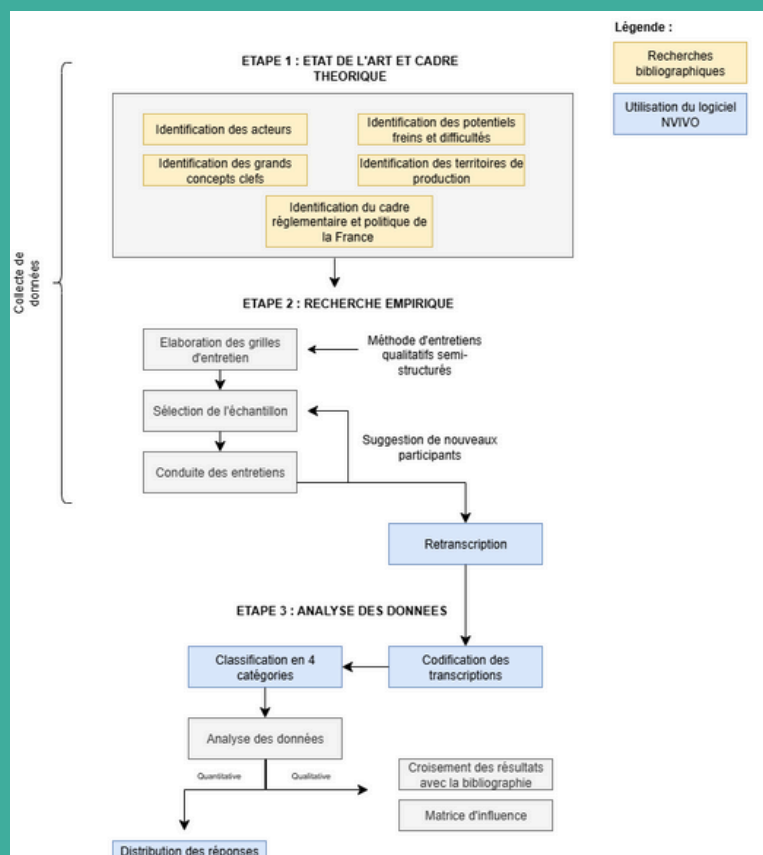 Légende :
Recherches
bibliographiques
Utilisation du logiciel
NVIVO
ETAPE 1 : ETAT DE L'ART ET CADRE
THEORIQUE
Identification des acteurs
Identification des potentiels
freins et difficultés
Identification des grands
concepts clefs
Identification des territoires de
production
Identification du cadre
réglementaire et politique de
la France
Collecte de
données
ETAPE 2 : RECHERCHE EMPIRIQUE
Elaboration des grilles
d'entretien
Méthode d'entretiens
qualitatifs semi-
structurés
Sélection de l'échantillon
Suggestion de nouveaux
participants
Conduite des entretiens
Retranscription
ETAPE 3 : ANALYSE DES DONNEES
Classification en 4
catégories
Codification des
transcriptions
Analyse des données
Quantitative
Qualitative
Croisement des résultats
avec la bibliographie
Matrice d'influence
Distribution des réponses